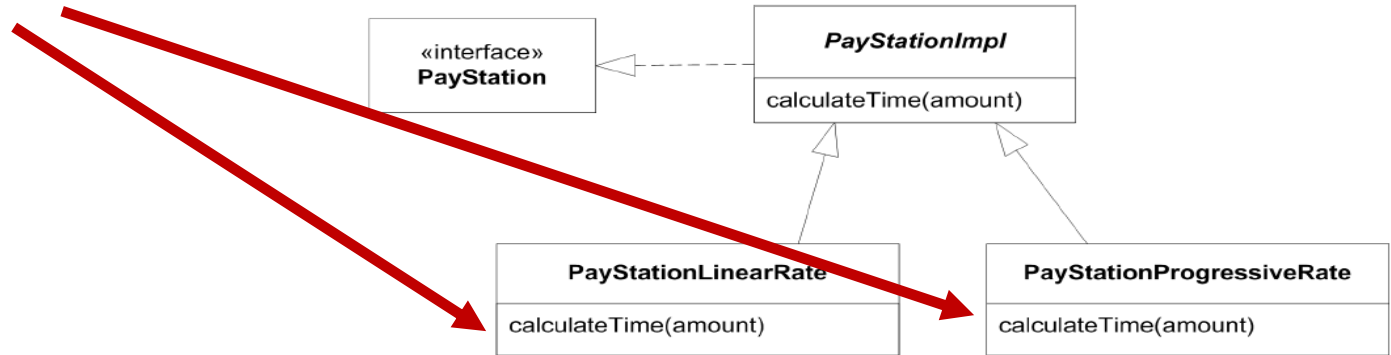 «interface»
PayStation
PayStationImpl
calculateTime(amount)
PayStationLinearRate
calculateTime(amount)
PayStationProgressiveRate
calculateTime(amount)